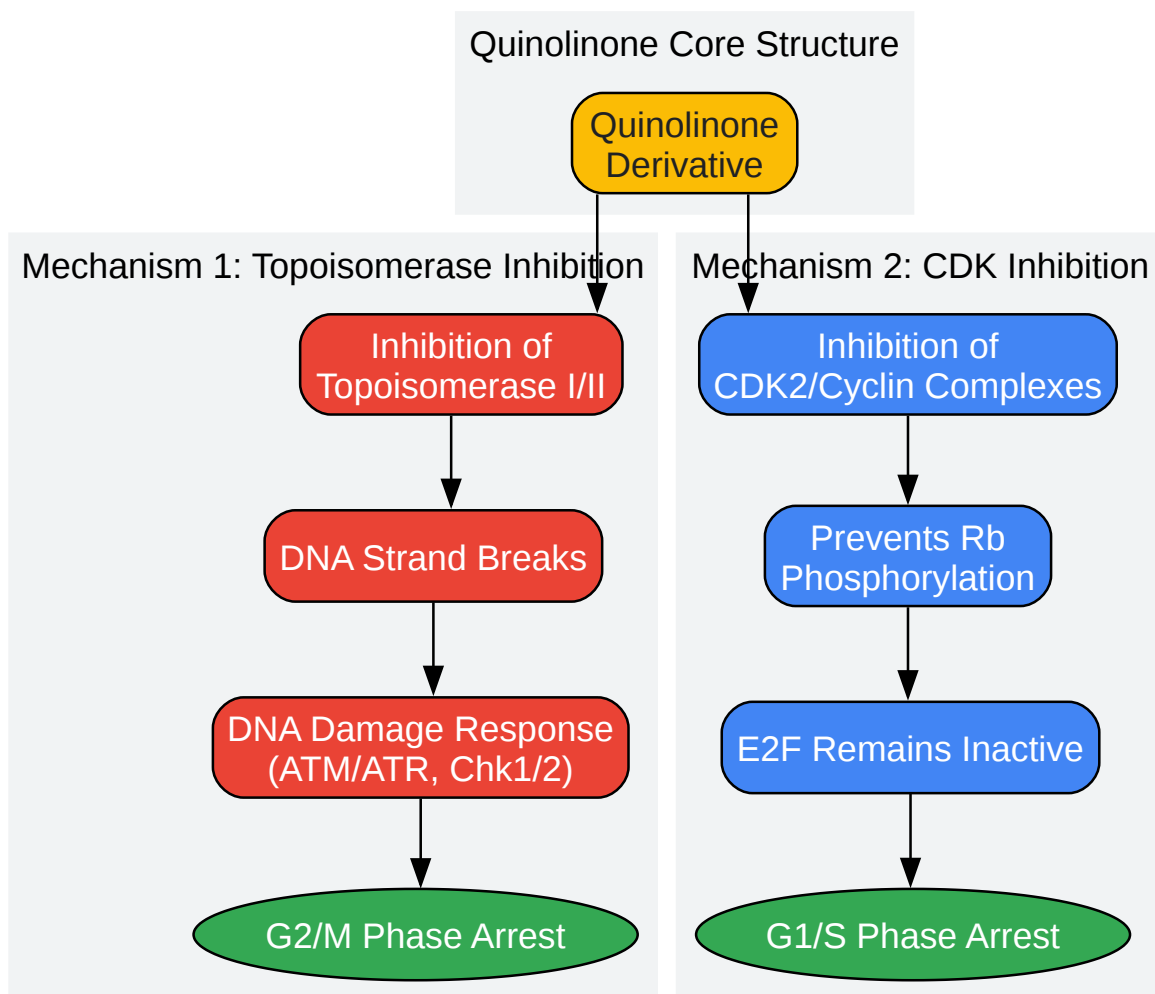 Quinolinone Core Structure
Quinolinone
Derivative
Mechanism 1: Topoisomerase Inhibition
Inhibition of
Topoisomerase I/II
DNA Strand Breaks
DNA Damage Response
(ATM/ATR, Chk1/2)
G2/M Phase Arrest
Mechanism 2: CDK Inhibition
Inhibition of
CDK2/Cyclin Complexes
Prevents Rb
Phosphorylation
E2F Remains Inactive
G1/S Phase Arrest